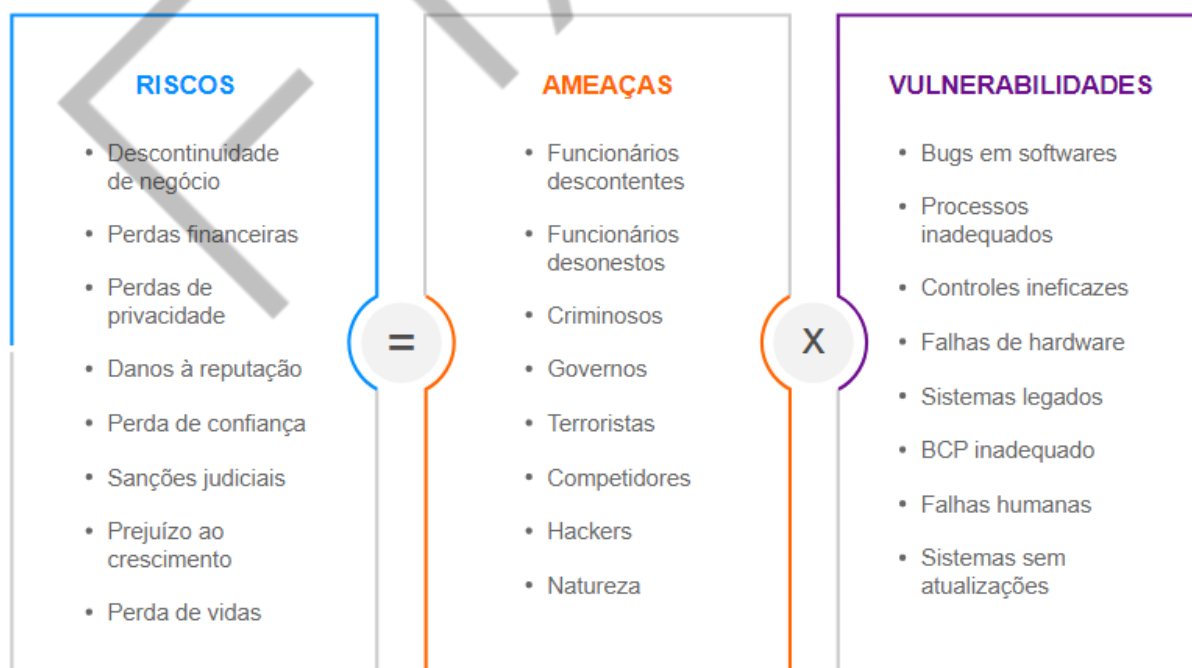 RISCOS
• Descontinuidade
de negócio
• Perdas financeiras
• Perdas de
privacidade
• Danos à reputação
• Perda de confiança
• Sanções judiciais
• Prejuízo ao
crescimento
• Perda de vidas
=
AMEAÇAS
• Funcionários
descontentes
• Funcionários
desonestos
• Criminosos
• Governos
• Terroristas
• Competidores
• Hackers
• Natureza
X
VULNERABILIDADES
• Bugs em softwares
• Processos
inadequados
• Controles ineficazes
• Falhas de hardware
• Sistemas legados
• BCP inadequado
• Falhas humanas
• Sistemas sem
atualizações